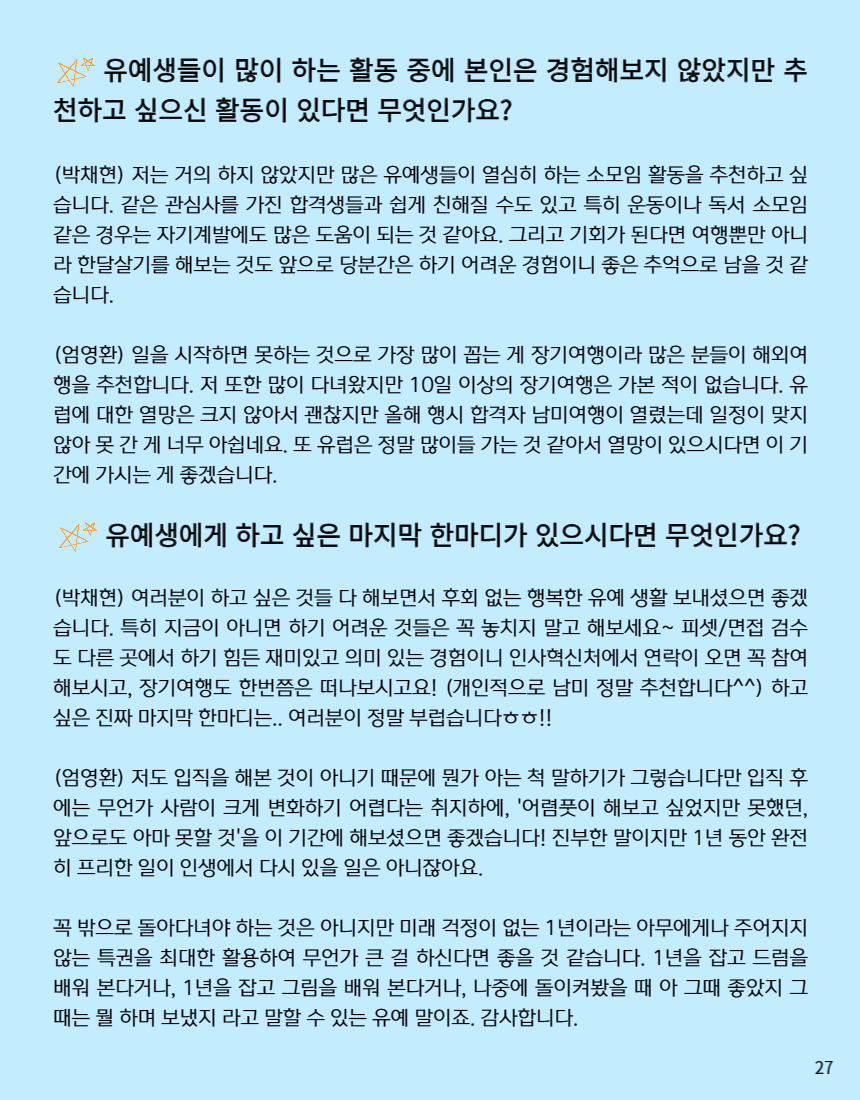 유예생들이 많이 하는 활동 중에 본인은 경험해보지 않았지만 추
천하고 싶으신 활동이 있다면 무엇인가요?
(박채현) 저는 거의 하지 않았지만 많은 유예생들이 열심히 하는 소모임 활동을 추천하고 싶
습니다. 같은 관심사를 가진 합격생들과 쉽게 친해질 수도 있고 특히 운동이나 독서 소모임
같은 경우는 자기계발에도 많은 도움이 되는 것 같아요. 그리고 기회가 된다면 여행뿐만 아니
라 한달살기를 해보는 것도 앞으로 당분간은 하기 어려운 경험이니 좋은 추억으로 남을 것 같
습니다.
(엄영환) 일을 시작하면 못하는 것으로 가장 많이 꼽는 게 장기여행이라 많은 분들이 해외여
행을 추천합니다. 저 또한 많이 다녀왔지만 10일 이상의 장기여행은 가본 적이 없습니다. 유
럽에 대한 열망은 크지 않아서 괜찮지만 올해 행시 합격자 남미여행이 열렸는데 일정이 맞지
않아 못 간 게 너무 아쉽네요. 또 유럽은 정말 많이들 가는 것 같아서 열망이 있으시다면 이 기
간에 가시는 게 좋겠습니다.
유예생에게 하고 싶은 마지막 한마디가 있으시다면 무엇인가요?
(박채현) 여러분이 하고 싶은 것들 다 해보면서 후회 없는 행복한 유예 생활 보내셨으면 좋겠
습니다. 특히 지금이 아니면 하기 어려운 것들은 꼭 놓치지 말고 해보세요~ 피셋/면접 검수
도 다른 곳에서 하기 힘든 재미있고 의미 있는 경험이니 인사혁신처에서 연락이 오면 꼭 참여
해보시고, 장기여행도 한번쯤은 떠나보시고요! (개인적으로 남미 정말 추천합니다^^) 하고
싶은 진짜 마지막 한마디는.. 여러분이 정말 부럽습니다ㅎㅎ!!
(엄영환) 저도 입직을 해본 것이 아니기 때문에 뭔가 아는 척 말하기가 그렇습니다만 입직 후
에는 무언가 사람이 크게 변화하기 어렵다는 취지하에, '어렴풋이 해보고 싶었지만 못했던,
앞으로도 아마 못할 것'을 이 기간에 해보셨으면 좋겠습니다! 진부한 말이지만 1년 동안 완전
히 프리한 일이 인생에서 다시 있을 일은 아니잖아요.
꼭 밖으로 돌아다녀야 하는 것은 아니지만 미래 걱정이 없는 1년이라는 아무에게나 주어지지
않는 특권을 최대한 활용하여 무언가 큰 걸 하신다면 좋을 것 같습니다. 1년을 잡고 드럼을
배워 본다거나, 1년을 잡고 그림을 배워 본다거나, 나중에 돌이켜봤을 때 아 그때 좋았지 그
때는 뭘 하며 보냈지 라고 말할 수 있는 유예 말이죠. 감사합니다.
27